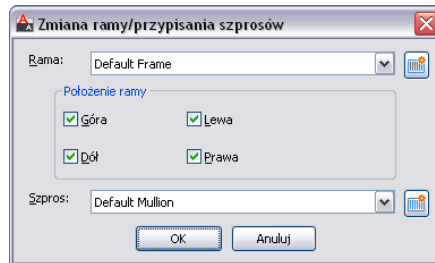 Zmiana ramy/przypisania szprosów
Rama: Default Frame
Położenie ramy
Góra Lewa
Dół Prawa
Szpros: Default Mullion
OK Anuluj